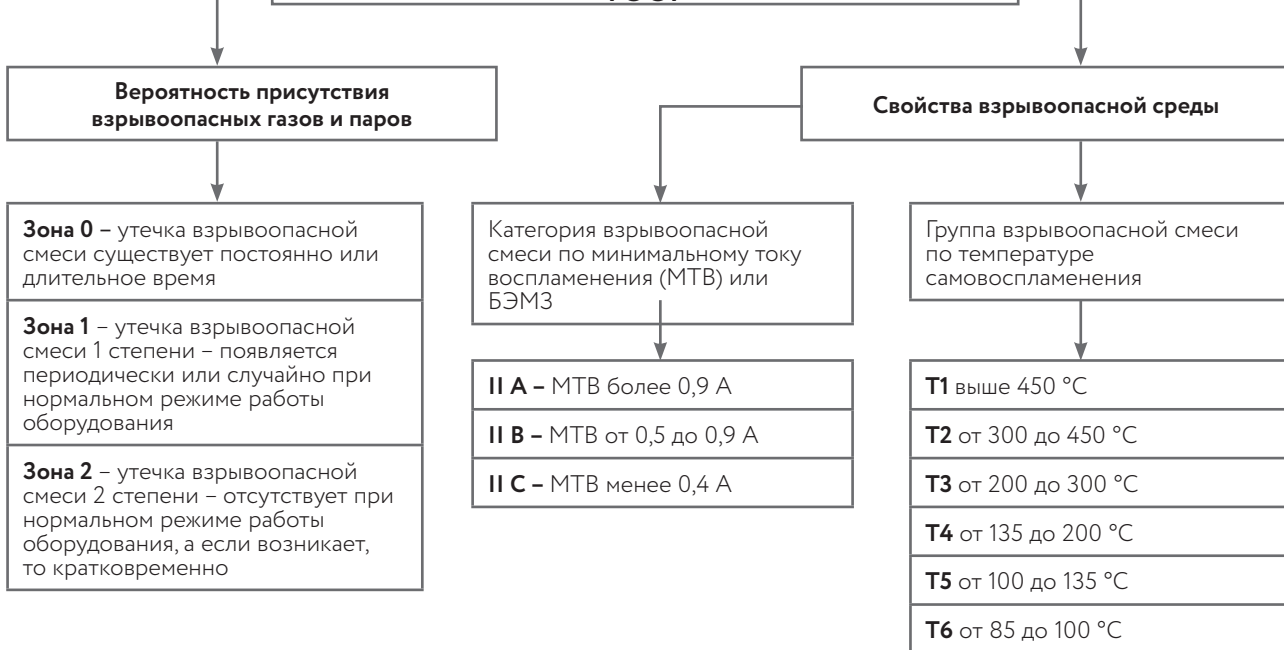 Вероятность присутствия
взрывоопасных газов и паров
Свойства взрывоопасной среды
Зона 0 – утечка взрывоопасной
смеси существует постоянно или
длительное время
Зона 1 – утечка взрывоопасной
смеси 1 степени – появляется
периодически или случайно при
нормальном режиме работы
оборудования
Зона 2 – утечка взрывоопасной
смеси 2 степени – отсутствует при
нормальном режиме работы
оборудования, а если возникает,
то кратковременно
Категория взрывоопасной
смеси по минимальному току
воспламенения (МТВ) или
БЭМЗ
II A – МТВ более 0,9 А
II B – МТВ от 0,5 до 0,9 А
II C – МТВ менее 0,4 А
Группа взрывоопасной смеси
по температуре
самовоспламенения
T1 выше 450 °C
T2 от 300 до 450 °C
T3 от 200 до 300 °C
T4 от 135 до 200 °C
T5 от 100 до 135 °C
T6 от 85 до 100 °C